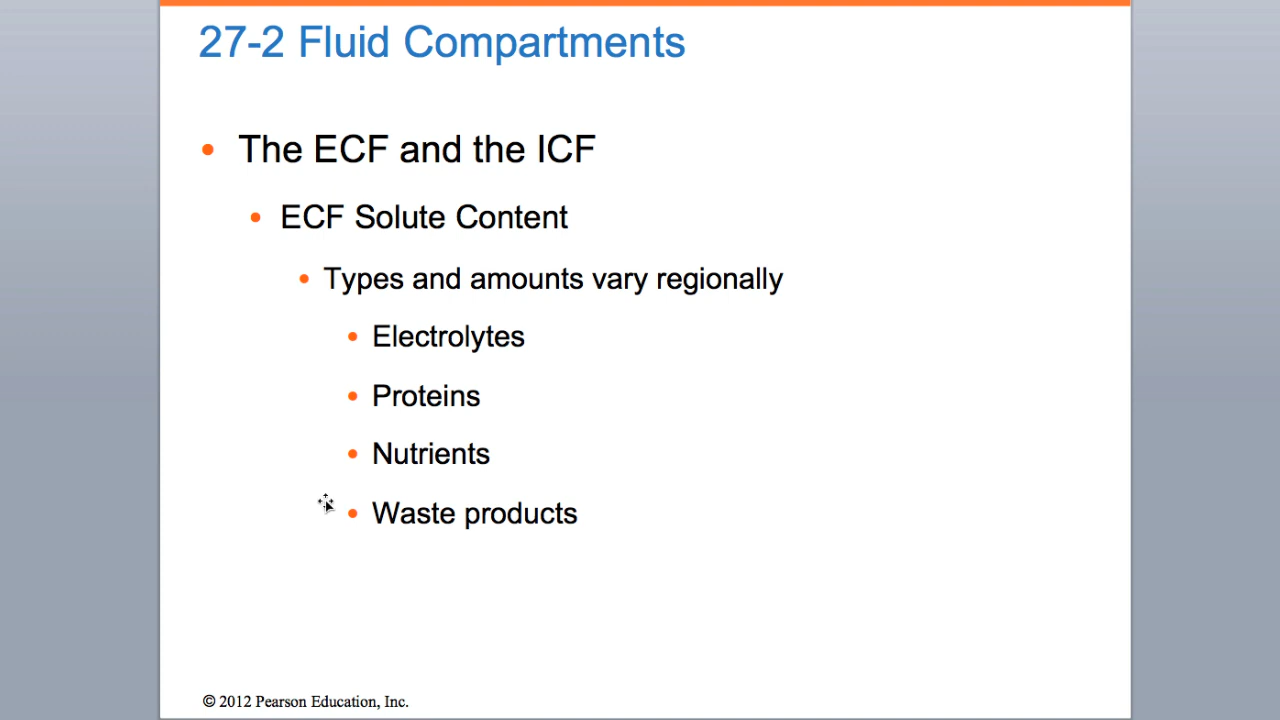 27-2 Fluid Compartments
• The ECF and the ICF
• ECF Solute Content
• Types and amounts vary regionally
• Electrolytes
• Proteins
• Nutrients
• Waste products
© 2012 Pearson Education, Inc.